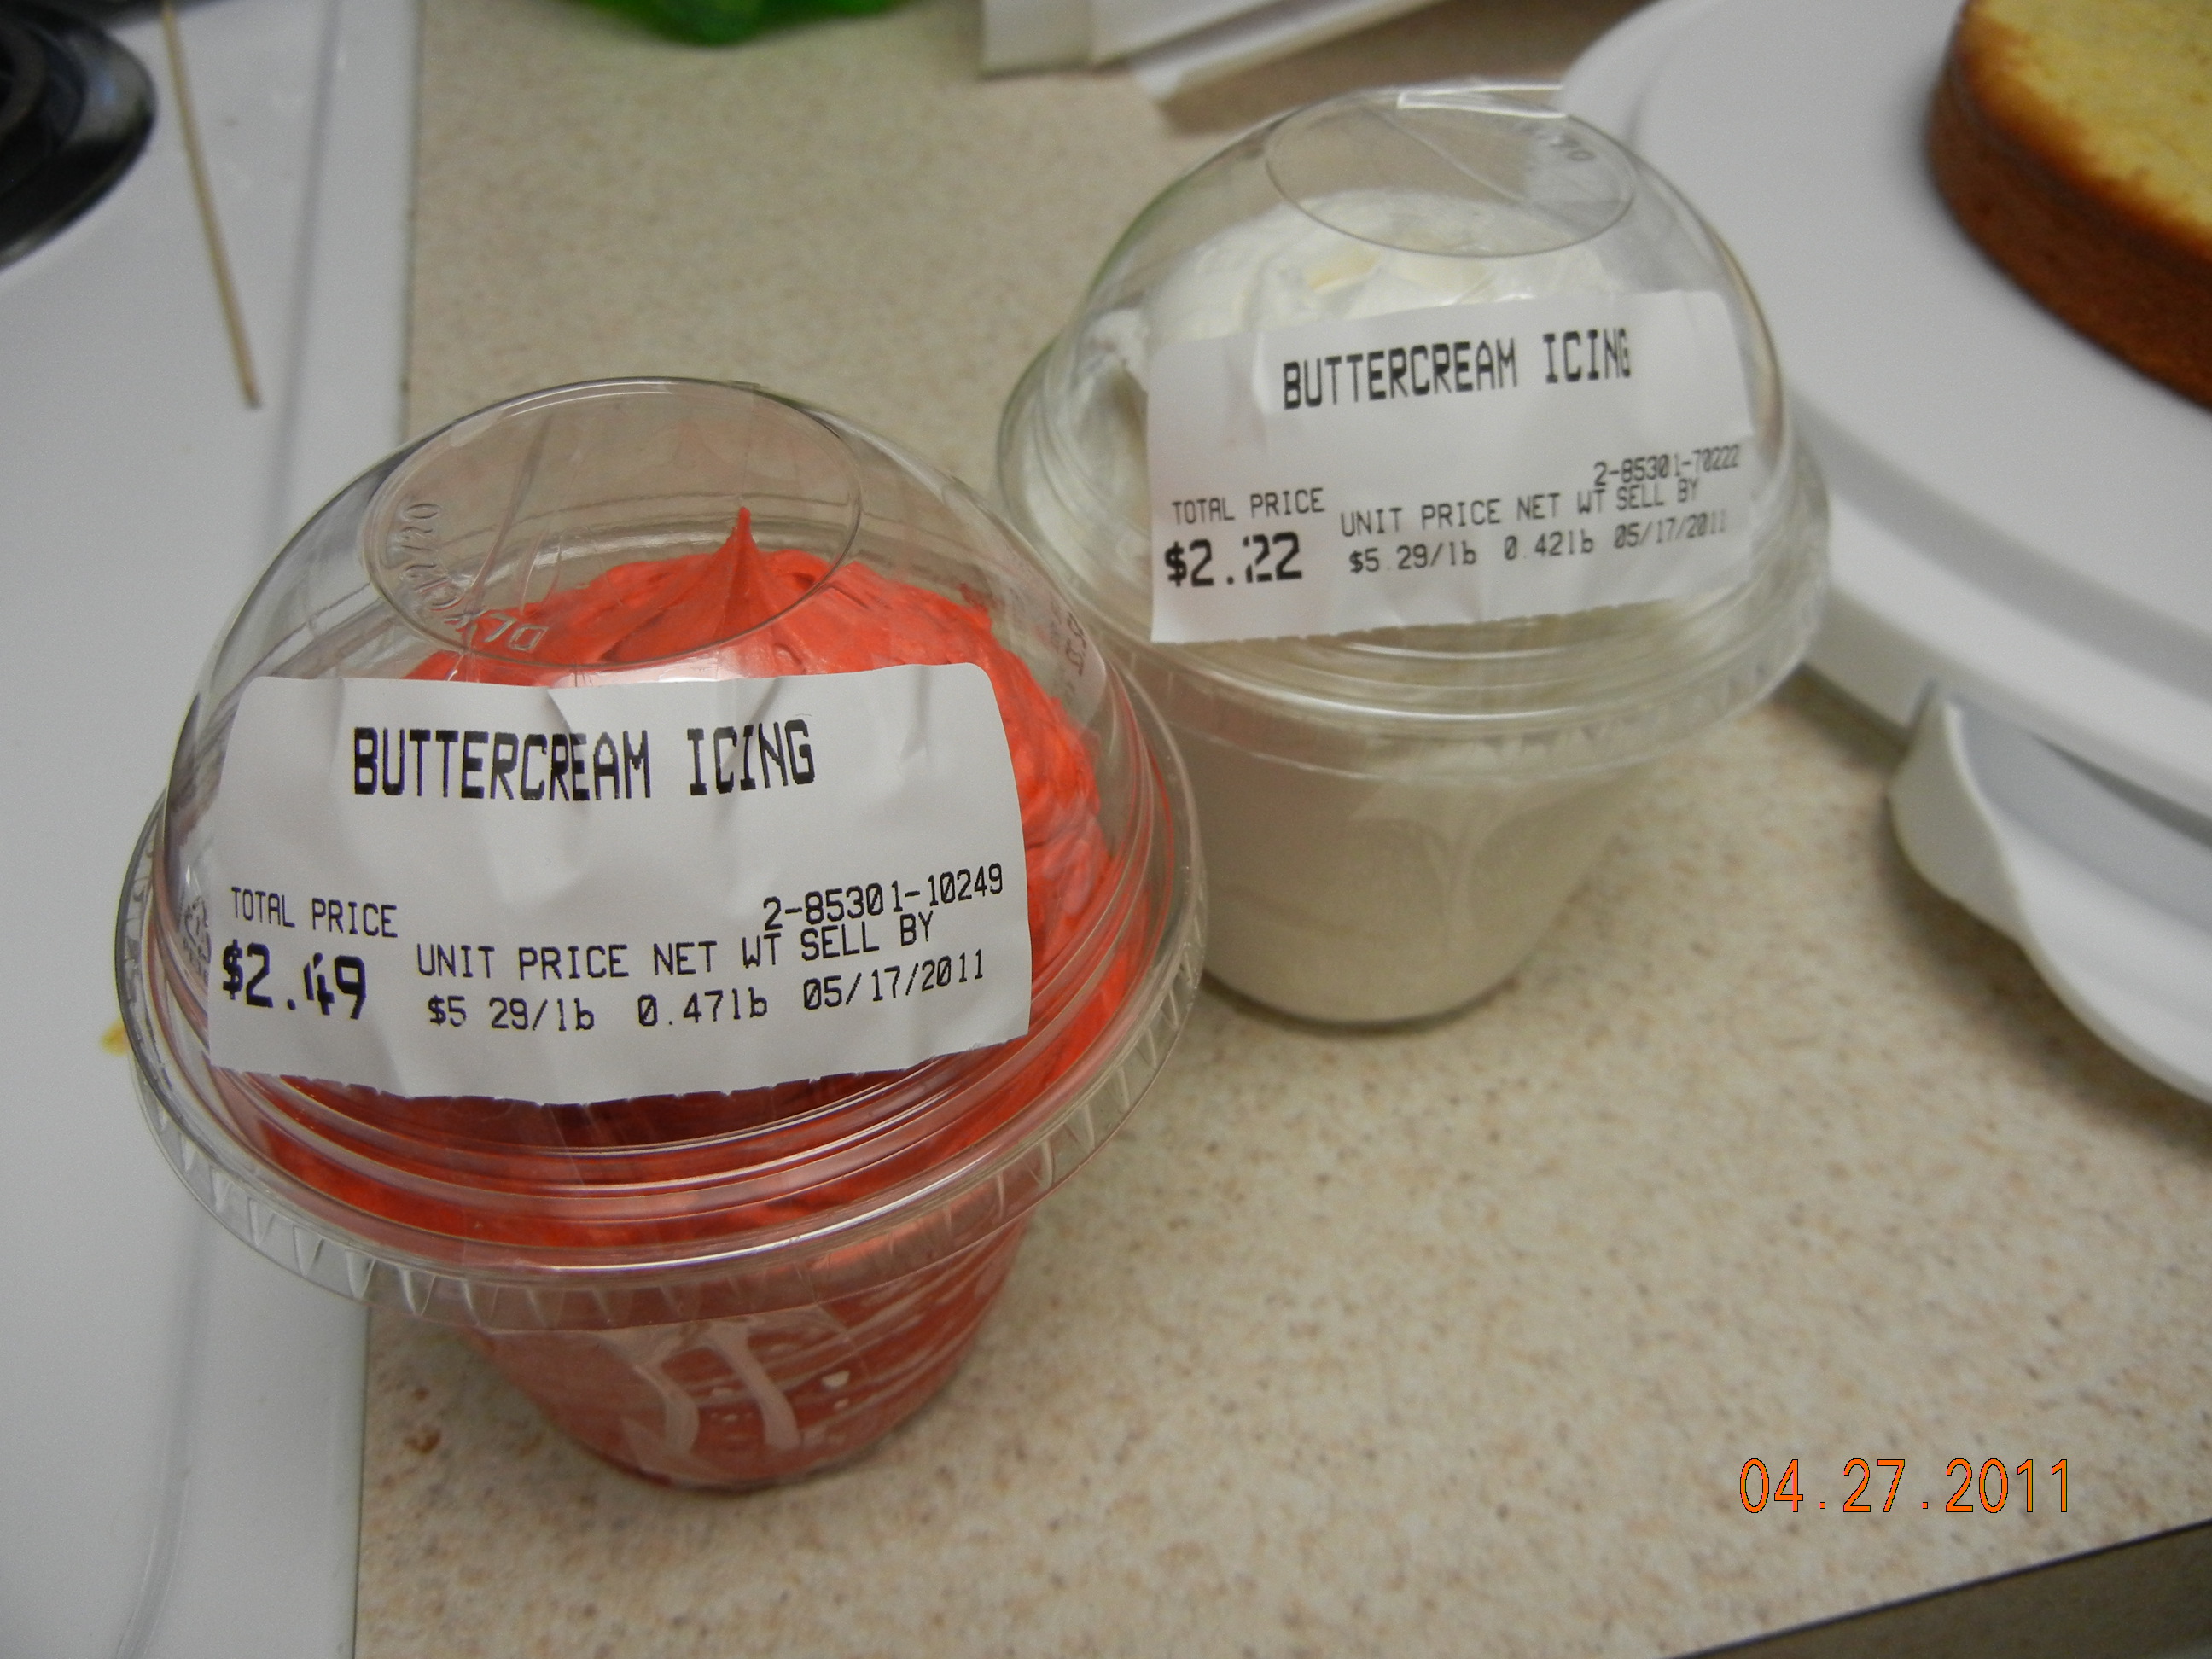 BUTTERCREAM ICING
2-85301-70222
TOTAL PRICE UNIT PRICE NET WT SELL BY
$2.22 $5.29/lb 0.42lb 05/17/2011
BUTTERCREAM ICING
2-85301-10249
TOTAL PRICE UNIT PRICE NET WT SELL BY
$2.49 $5 29/lb 0.47lb 05/17/2011
04.27.2011